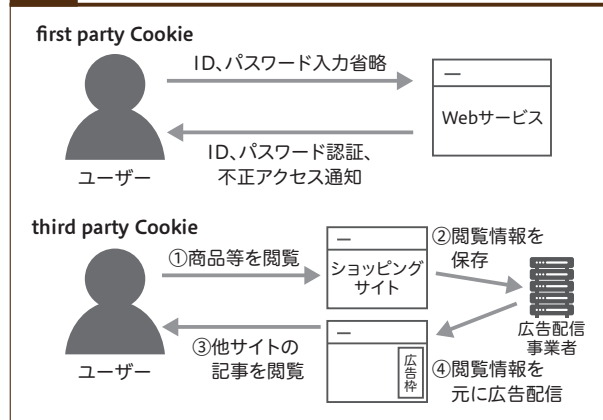 first party Cookie
ID、パスワード入力省略
Webサービス
ID、パスワード認証、
不正アクセス通知
ユーザー
third party Cookie
①商品等を閲覧
ショッピング
サイト
②閲覧情報を
保存
広告配信
事業者
③他サイトの
記事を閲覧
広告枠
④閲覧情報を
元に広告配信
ユーザー